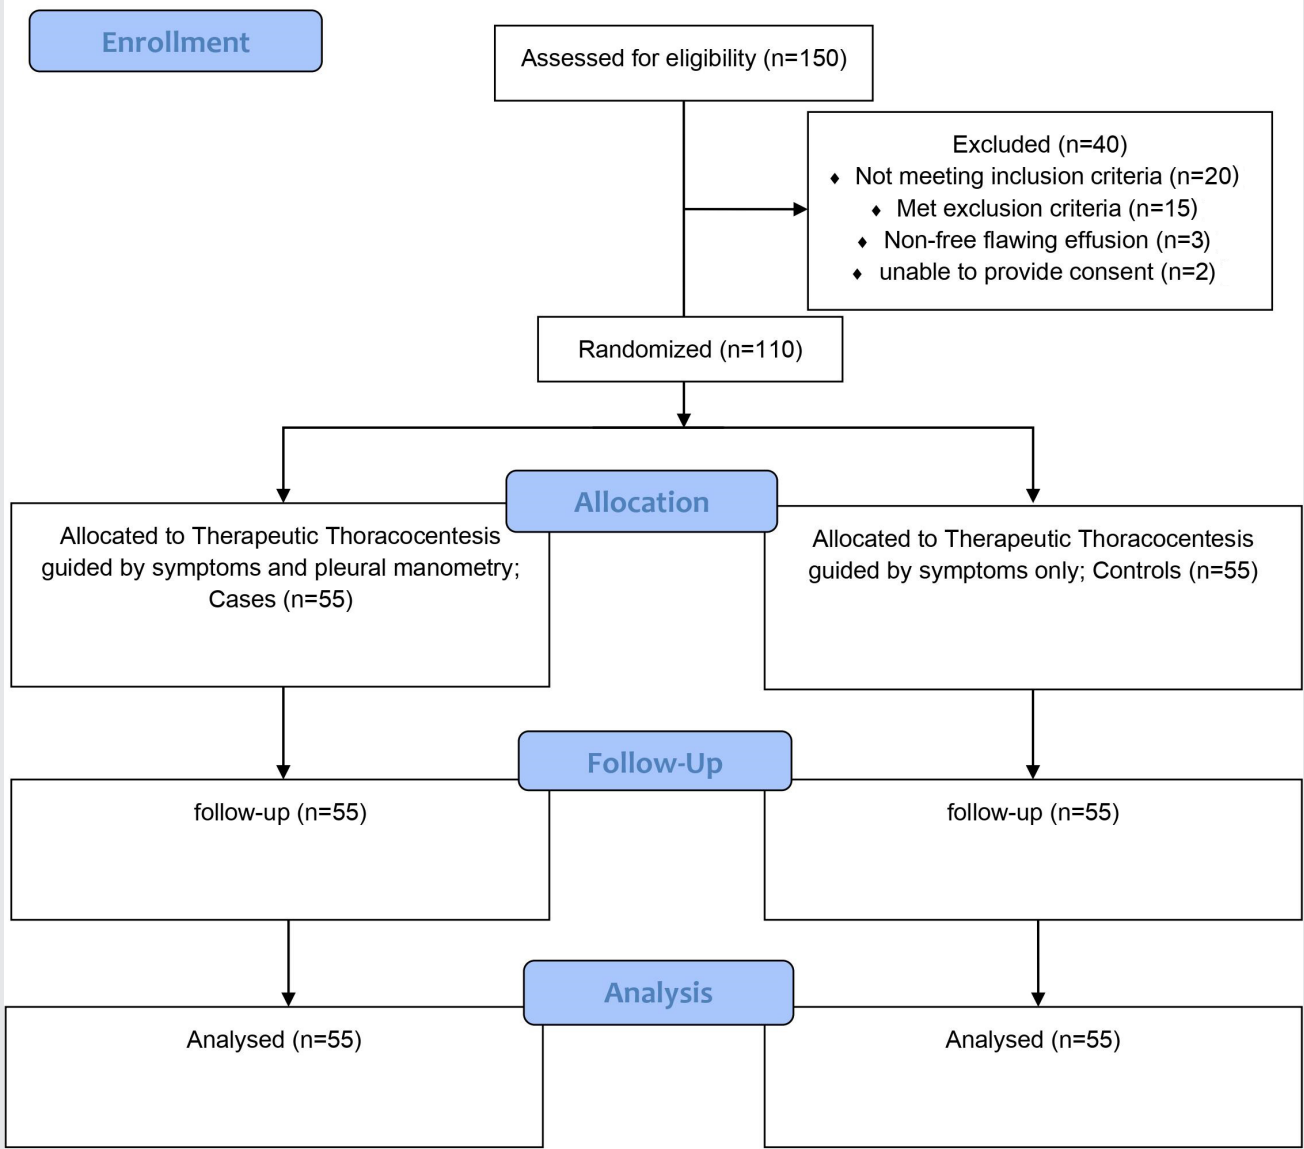 Enrollment
Assessed for eligibility (n=150)
Excluded (n=40)
♦ Not meeting inclusion criteria (n=20)
♦ Met exclusion criteria (n=15)
♦ Non-free flawing effusion (n=3)
♦ unable to provide consent (n=2)
Randomized (n=110)
Allocation
Allocated to Therapeutic Thoracocentesis
guided by symptoms and pleural manometry;
Cases (n=55)
Allocated to Therapeutic Thoracocentesis
guided by symptoms only; Controls (n=55)
Follow-Up
follow-up (n=55)
follow-up (n=55)
Analysis
Analysed (n=55)
Analysed (n=55)